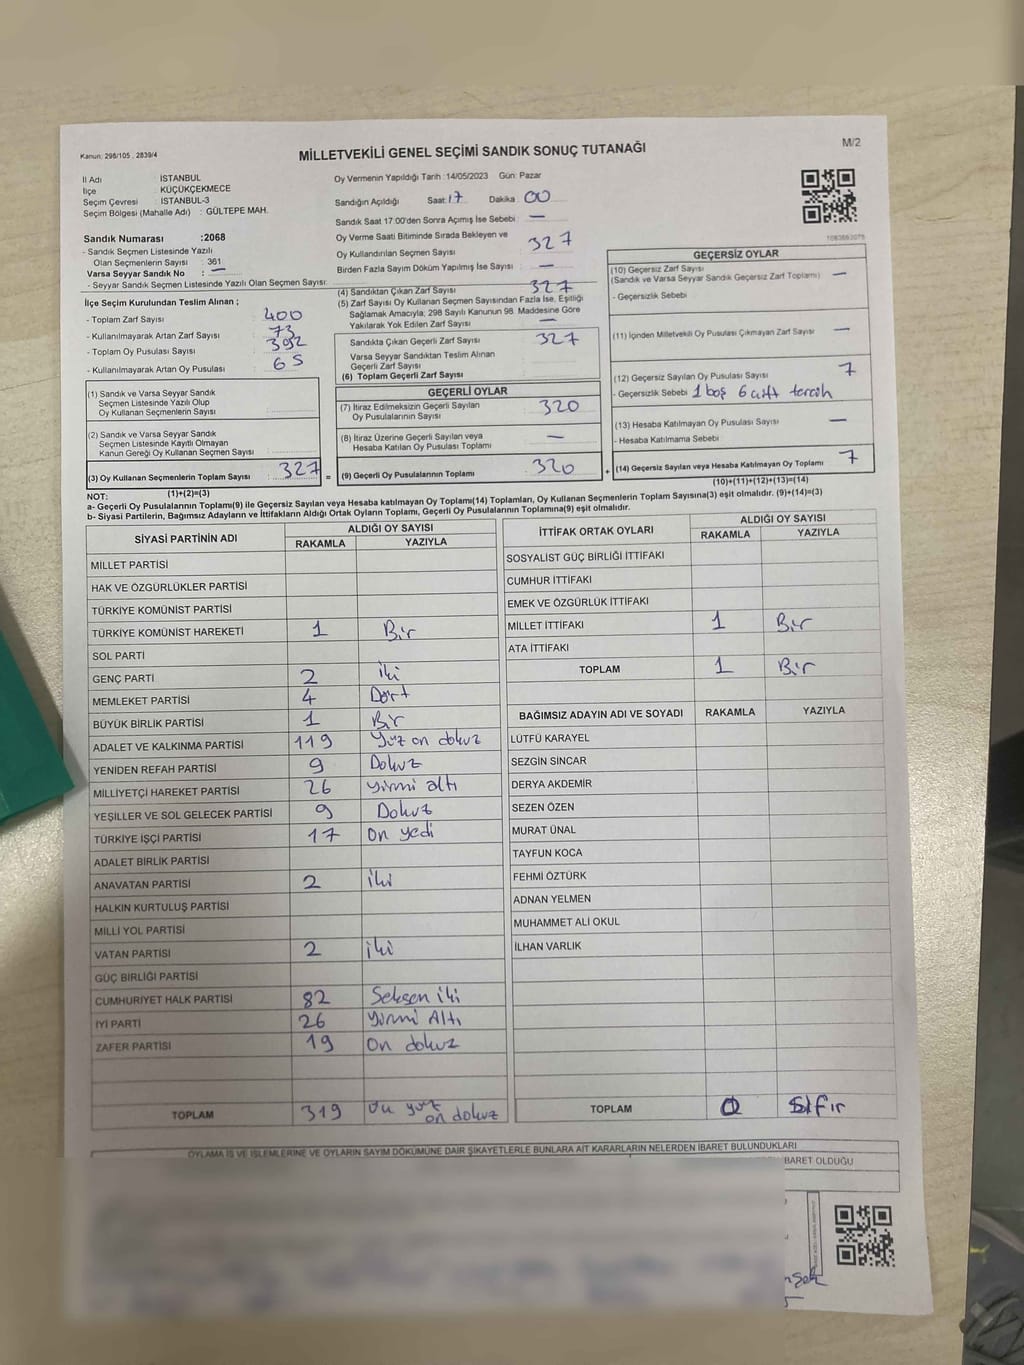 Kanun: 298/105 , 2839/4
MİLLETVEKİLİ GENEL SEÇİMİ SANDIK SONUÇ TUTANAĞI
M/2
İl Adı : İSTANBUL
İlçe : KÜÇÜKÇEKMECE
Seçim Çevresi : İSTANBUL-3
Seçim Bölgesi (Mahalle Adı) : GÜLTEPE MAH.
Sandık Numarası :2068
- Sandık Seçmen Listesinde Yazılı
Olan Seçmenlerin Sayısı : 361
Varsa Seyyar Sandık No : —
- Seyyar Sandık Seçmen Listesinde Yazılı Olan Seçmen Sayısı:
Oy Vermenin Yapıldığı Tarih :14/05/2023 Gün: Pazar
Sandığın Açıldığı Saat: 17 Dakika: 00
Sandık Saat 17:00'den Sonra Açımış İse Sebebi : —
Oy Verme Saati Bitiminde Sırada Bekleyen ve
Oy Kullandırılan Seçmen Sayısı : 327
Birden Fazla Sayım Döküm Yapılmış İse Sayısı : —
İlçe Seçim Kurulundan Teslim Alınan ;
- Toplam Zarf Sayısı : 400
- Kullanılmayarak Artan Zarf Sayısı : 73
- Toplam Oy Pusulası Sayısı : 392
- Kullanılmayarak Artan Oy Pusulası : 65
(4) Sandıktan Çıkan Zarf Sayısı : 327
(5) Zarf Sayısı Oy Kullanan Seçmen Sayısından Fazla İse, Eşitliği
Sağlamak Amacıyla, 298 Sayılı Kanunun 98. Maddesine Göre
Yakılarak Yok Edilen Zarf Sayısı : —
Sandıkta Çıkan Geçerli Zarf Sayısı : 327
Varsa Seyyar Sandıktan Teslim Alınan
Geçerli Zarf Sayısı
(6) Toplam Geçerli Zarf Sayısı
GEÇERSİZ OYLAR
(10) Geçersiz Zarf Sayısı : —
(Sandık ve Varsa Seyyar Sandık Geçersiz Zarf Toplamı)
- Geçersizlik Sebebi
(11) İçinden Milletvekili Oy Pusulası Çıkmayan Zarf Sayısı : —
(12) Geçersiz Sayılan Oy Pusulası Sayısı : 7
- Geçersizlik Sebebi 1 boş 6 çift tercih
(13) Hesaba Katılmayan Oy Pusulası Sayısı : —
- Hesaba Katılmama Sebebi
(14) Geçersiz Sayılan veya Hesaba Katılmayan Oy Toplamı : 7
(10)+(11)+(12)+(13)=(14)
(1) Sandık ve Varsa Seyyar Sandık
Seçmen Listesinde Yazılı Olup
Oy Kullanan Seçmenlerin Sayısı :
(2) Sandık ve Varsa Seyyar Sandık
Seçmen Listesinde Kayıtlı Olmayan
Kanun Gereği Oy Kullanan Seçmen Sayısı :
(3) Oy Kullanan Seçmenlerin Toplam Sayısı : 327
(1)+(2)=(3)
GEÇERLİ OYLAR
(7) İtiraz Edilmeksizin Geçerli Sayılan
Oy Pusulalarının Sayısı : 320
(8) İtiraz Üzerine Geçerli Sayılan veya
Hesaba Katılan Oy Pusulası Toplamı : —
(9) Geçerli Oy Pusulalarının Toplamı : 320
NOT:
a- Geçerli Oy Pusulalarının Toplamı(9) ile Geçersiz Sayılan veya Hesaba katılmayan Oy Toplamı(14) Toplamları, Oy Kullanan Seçmenlerin Toplam Sayısına(3) eşit olmalıdır. (9)+(14)=(3)
b- Siyasi Partilerin, Bağımsız Adayların ve İttifakların Aldığı Ortak Oyların Toplamı, Geçerli Oy Pusulalarının Toplamına(9) eşit olmalıdır.
SİYASİ PARTİNİN ADI ALDIĞI OY SAYISI
RAKAMLA YAZIYLA
MİLLET PARTİSİ
HAK VE ÖZGÜRLÜKLER PARTİSİ
TÜRKİYE KOMÜNİST PARTİSİ
TÜRKİYE KOMÜNİST HAREKETİ 1 Bir
SOL PARTİ
GENÇ PARTİ 2 iki
MEMLEKET PARTİSİ 4 Dört
BÜYÜK BİRLİK PARTİSİ 1 Bir
ADALET VE KALKINMA PARTİSİ 119 Yüz on dokuz
YENİDEN REFAH PARTİSİ 9 Dokuz
MİLLİYETÇİ HAREKET PARTİSİ 26 yirmi altı
YEŞİLLER VE SOL GELECEK PARTİSİ 9 Dokuz
TÜRKİYE İŞÇİ PARTİSİ 17 On yedi
ADALET BİRLİK PARTİSİ
ANAVATAN PARTİSİ 2 iki
HALKIN KURTULUŞ PARTİSİ
MİLLİ YOL PARTİSİ
VATAN PARTİSİ 2 iki
GÜÇ BİRLİĞİ PARTİSİ
CUMHURİYET HALK PARTİSİ 82 Seksen iki
İYİ PARTİ 26 yirmi Altı
ZAFER PARTİSİ 19 On dokuz
TOPLAM 319 üç yüz on dokuz
İTTİFAK ORTAK OYLARI ALDIĞI OY SAYISI
RAKAMLA YAZIYLA
SOSYALİST GÜÇ BİRLİĞİ İTTİFAKI
CUMHUR İTTİFAKI
EMEK VE ÖZGÜRLÜK İTTİFAKI
MİLLET İTTİFAKI 1 Bir
ATA İTTİFAKI
TOPLAM 1 Bir
BAĞIMSIZ ADAYIN ADI VE SOYADI RAKAMLA YAZIYLA
LÜTFÜ KARAYEL
SEZGİN SİNCAR
DERYA AKDEMİR
SEZEN ÖZEN
MURAT ÜNAL
TAYFUN KOCA
FEHMİ ÖZTÜRK
ADNAN YELMEN
MUHAMMET ALİ OKUL
İLHAN VARLIK
TOPLAM 0 Sıfır
OYLAMA İŞ VE İŞLEMLERİNE VE OYLARIN SAYIM DÖKÜMÜNE DAİR ŞİKAYETLERLE BUNLARA AİT KARARLARIN NELERDEN İBARET BULUNDUKLARI
BARET OLDUĞU